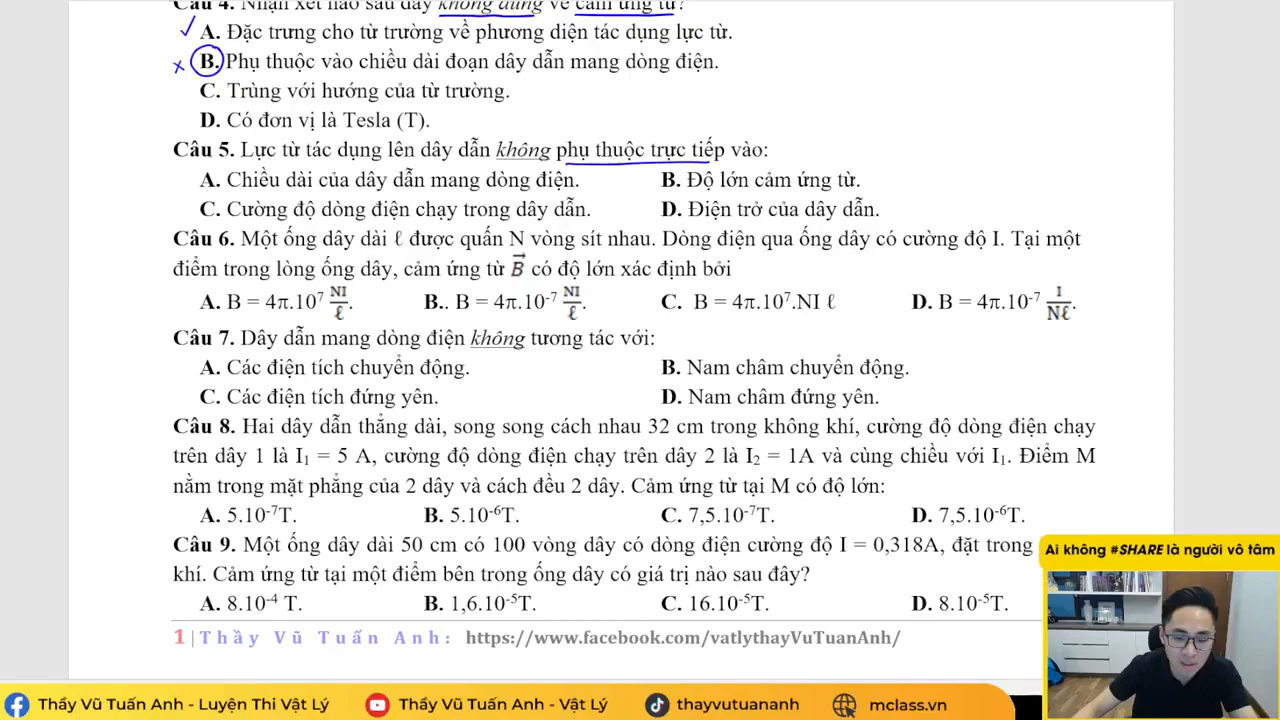 Câu 4. Nhận xét nào sau đây không đúng về cảm ứng từ?
A. Đặc trưng cho từ trường về phương diện tác dụng lực từ.
B. Phụ thuộc vào chiều dài đoạn dây dẫn mang dòng điện.
C. Trùng với hướng của từ trường.
D. Có đơn vị là Tesla (T).
Câu 5. Lực từ tác dụng lên dây dẫn không phụ thuộc trực tiếp vào:
A. Chiều dài của dây dẫn mang dòng điện. B. Độ lớn cảm ứng từ.
C. Cường độ dòng điện chạy trong dây dẫn. D. Điện trở của dây dẫn.
Câu 6. Một ống dây dài ℓ được quấn N vòng sít nhau. Dòng điện qua ống dây có cường độ I. Tại một
điểm trong lòng ống dây, cảm ứng từ B⃗ có độ lớn xác định bởi
A. B = 4π.10⁷ NI/ℓ. B.. B = 4π.10⁻⁷ NI/ℓ. C. B = 4π.10⁷.NI ℓ D. B = 4π.10⁻⁷ I/Nℓ.
Câu 7. Dây dẫn mang dòng điện không tương tác với:
A. Các điện tích chuyển động. B. Nam châm chuyển động.
C. Các điện tích đứng yên. D. Nam châm đứng yên.
Câu 8. Hai dây dẫn thẳng dài, song song cách nhau 32 cm trong không khí, cường độ dòng điện chạy
trên dây 1 là I₁ = 5 A, cường độ dòng điện chạy trên dây 2 là I₂ = 1A và cùng chiều với I₁. Điểm M
nằm trong mặt phẳng của 2 dây và cách đều 2 dây. Cảm ứng từ tại M có độ lớn:
A. 5.10⁻⁷T. B. 5.10⁻⁶T. C. 7,5.10⁻⁷T. D. 7,5.10⁻⁶T.
Câu 9. Một ống dây dài 50 cm có 100 vòng dây có dòng điện cường độ I = 0,318A, đặt trong
khí. Cảm ứng từ tại một điểm bên trong ống dây có giá trị nào sau đây?
A. 8.10⁻⁴ T. B. 1,6.10⁻⁵T. C. 16.10⁻⁵T. D. 8.10⁻⁵T.
1 | Thầy Vũ Tuấn Anh: https://www.facebook.com/vatlythayVuTuanAnh/
Ai không #SHARE là người vô tâm
Thầy Vũ Tuấn Anh - Luyện Thi Vật Lý Thầy Vũ Tuấn Anh - Vật Lý thayvutuananh mclass.vn